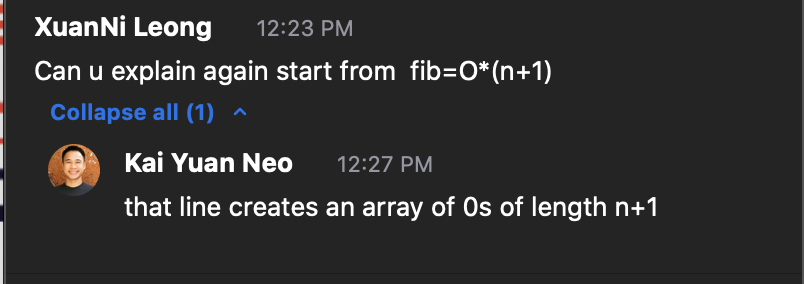 XuanNi Leong 12:23 PM
Can u explain again start from fib=O*(n+1)
Collapse all (1)
Kai Yuan Neo 12:27 PM
that line creates an array of 0s of length n+1